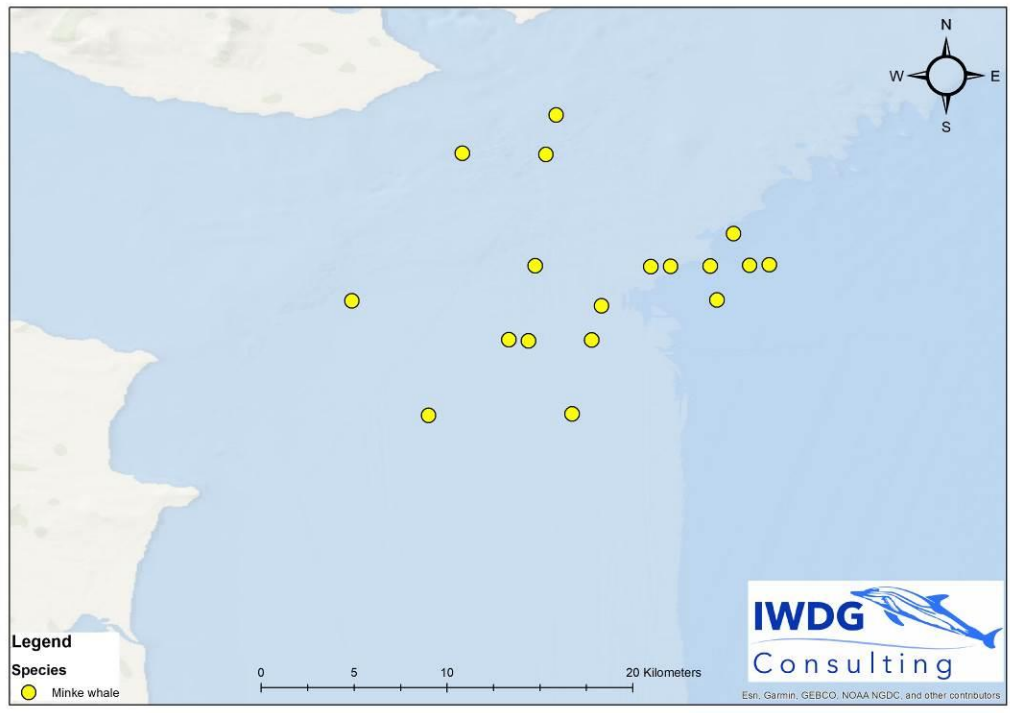 N
W E
S
Legend
Species
Minke whale
0 5 10 20 Kilometers
IWDG
Consulting
Esri, Garmin, GEBCO, NOAA NGDC, and other contributors